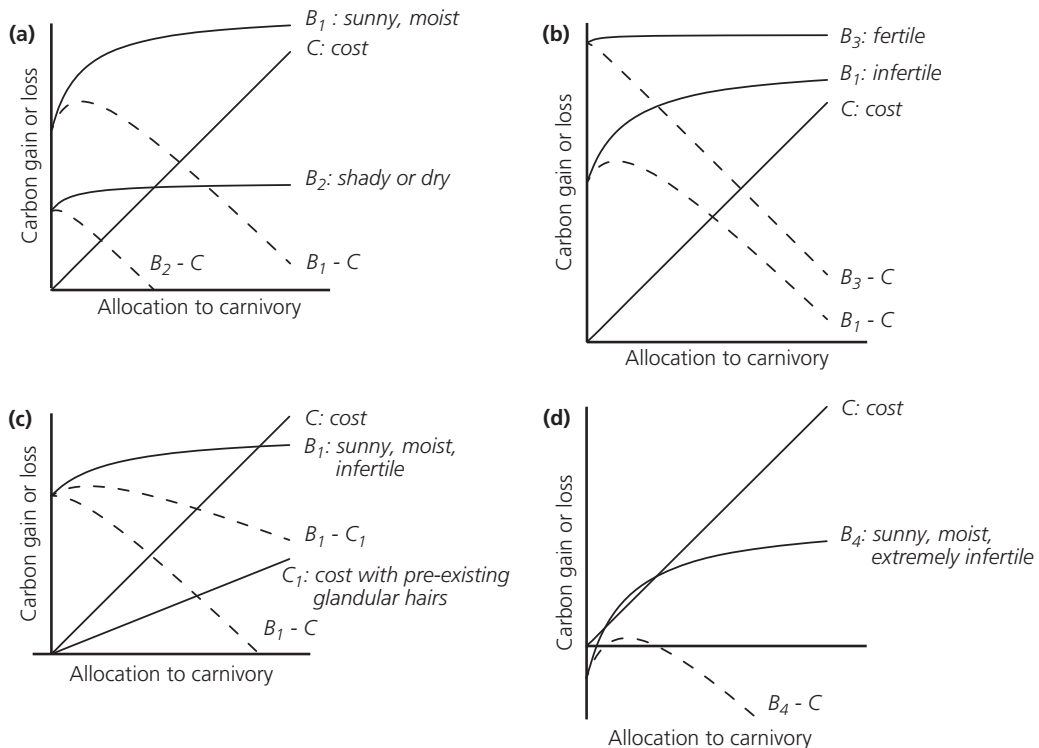 (a)
B1 : sunny, moist
C: cost
B2: shady or dry
B2 - C
B1 - C
Carbon gain or loss
Allocation to carnivory
(b)
B3: fertile
B1: infertile
C: cost
B3 - C
B1 - C
Carbon gain or loss
Allocation to carnivory
(c)
C: cost
B1: sunny, moist,
infertile
B1 - C1
C1: cost with pre-existing
glandular hairs
B1 - C
Carbon gain or loss
Allocation to carnivory
(d)
C: cost
B4: sunny, moist,
extremely infertile
B4 - C
Carbon gain or loss
Allocation to carnivory